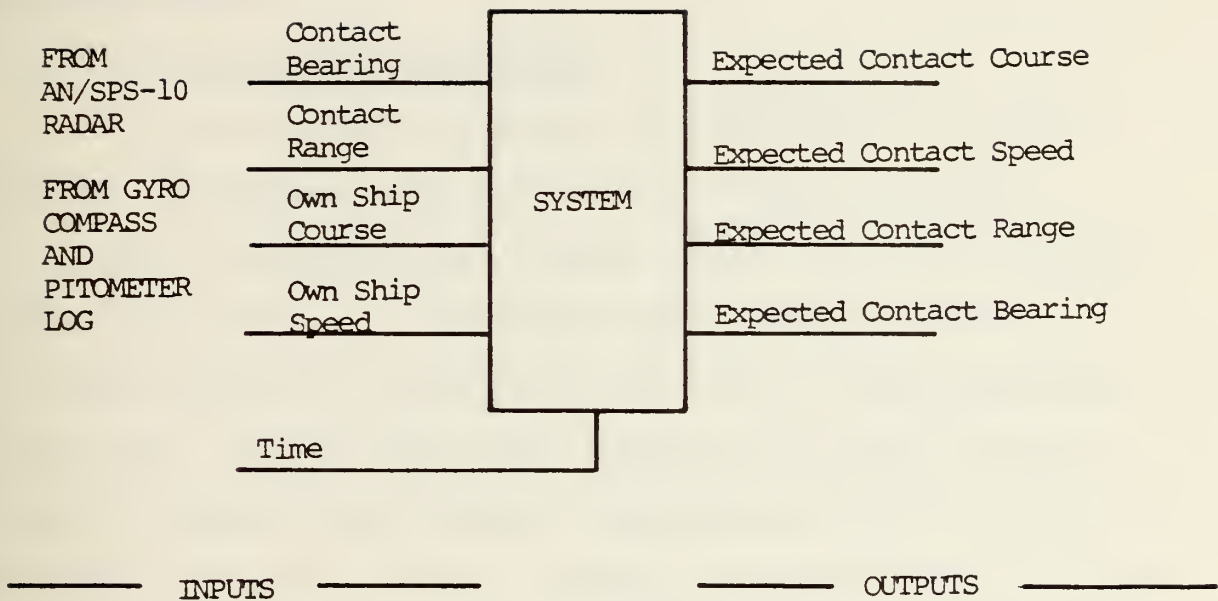 FROM
AN/SPS-10
RADAR
Contact
Bearing
Contact
Range
FROM GYRO
COMPASS
AND
PITOMETER
LOG
Own Ship
Course
Own Ship
Speed
Time
SYSTEM
Expected Contact Course
Expected Contact Speed
Expected Contact Range
Expected Contact Bearing
INPUTS
OUTPUTS